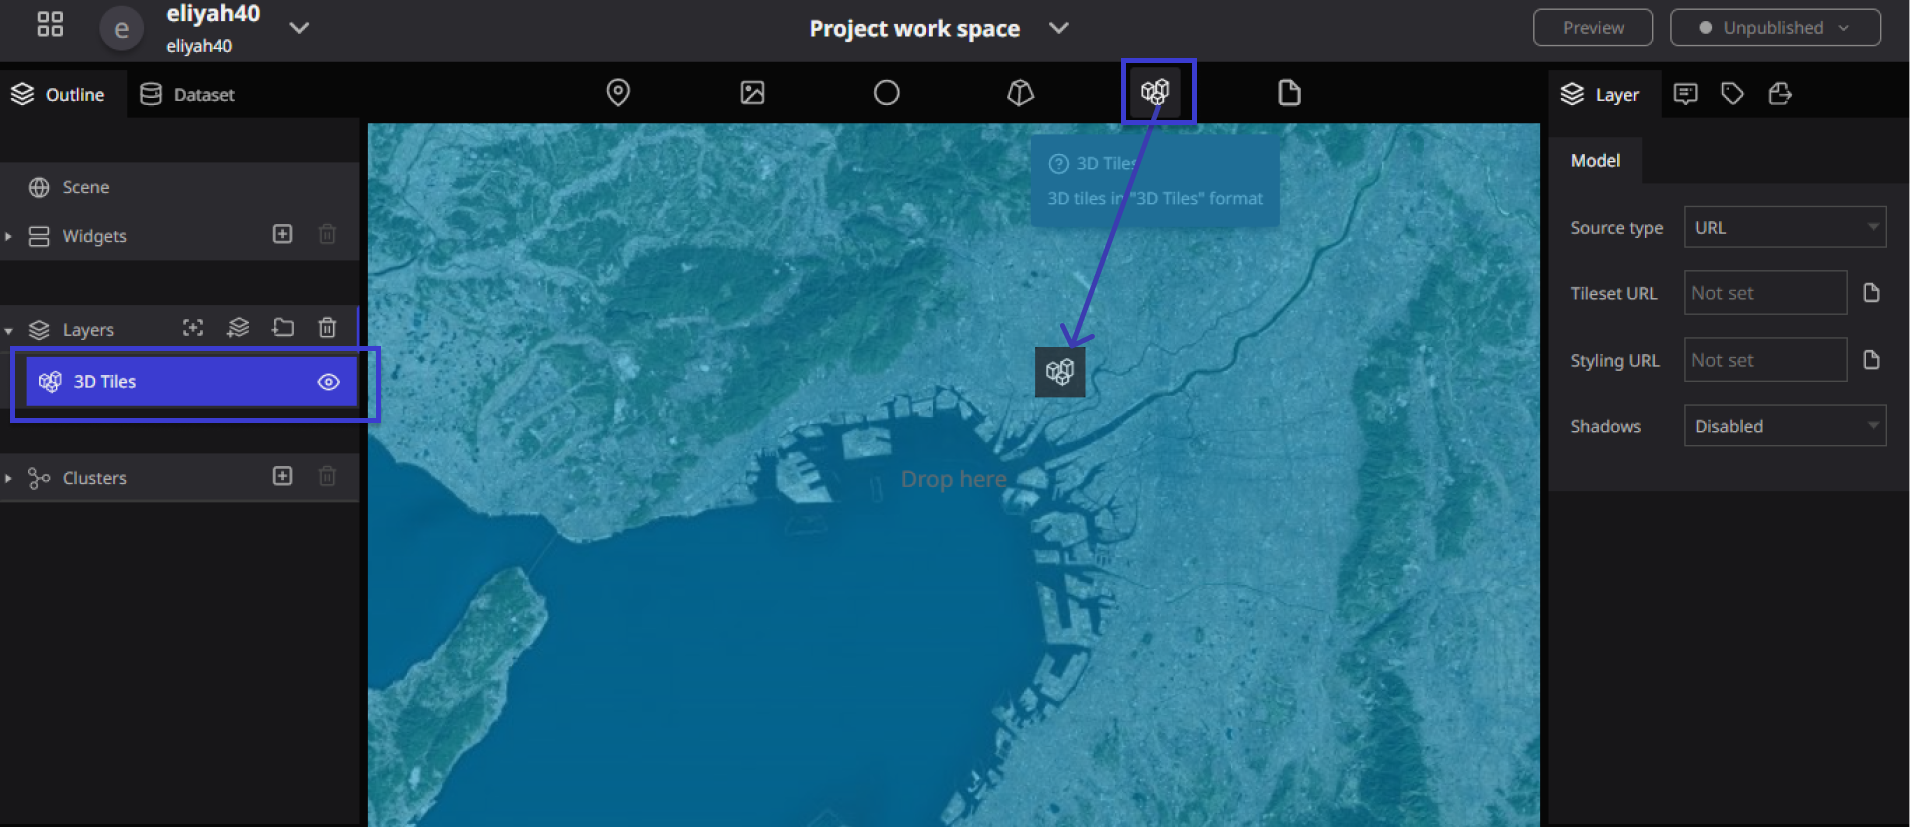 eliyah40
e
eliyah40
Project work space
Preview
Unpublished
Outline
Dataset
Layer
Scene
Widgets
Layers
3D Tiles
Clusters
3D Tiles
3D tiles in "3D Tiles" format
Drop here
Model
Source type
URL
Tileset URL
Not set
Styling URL
Not set
Shadows
Disabled